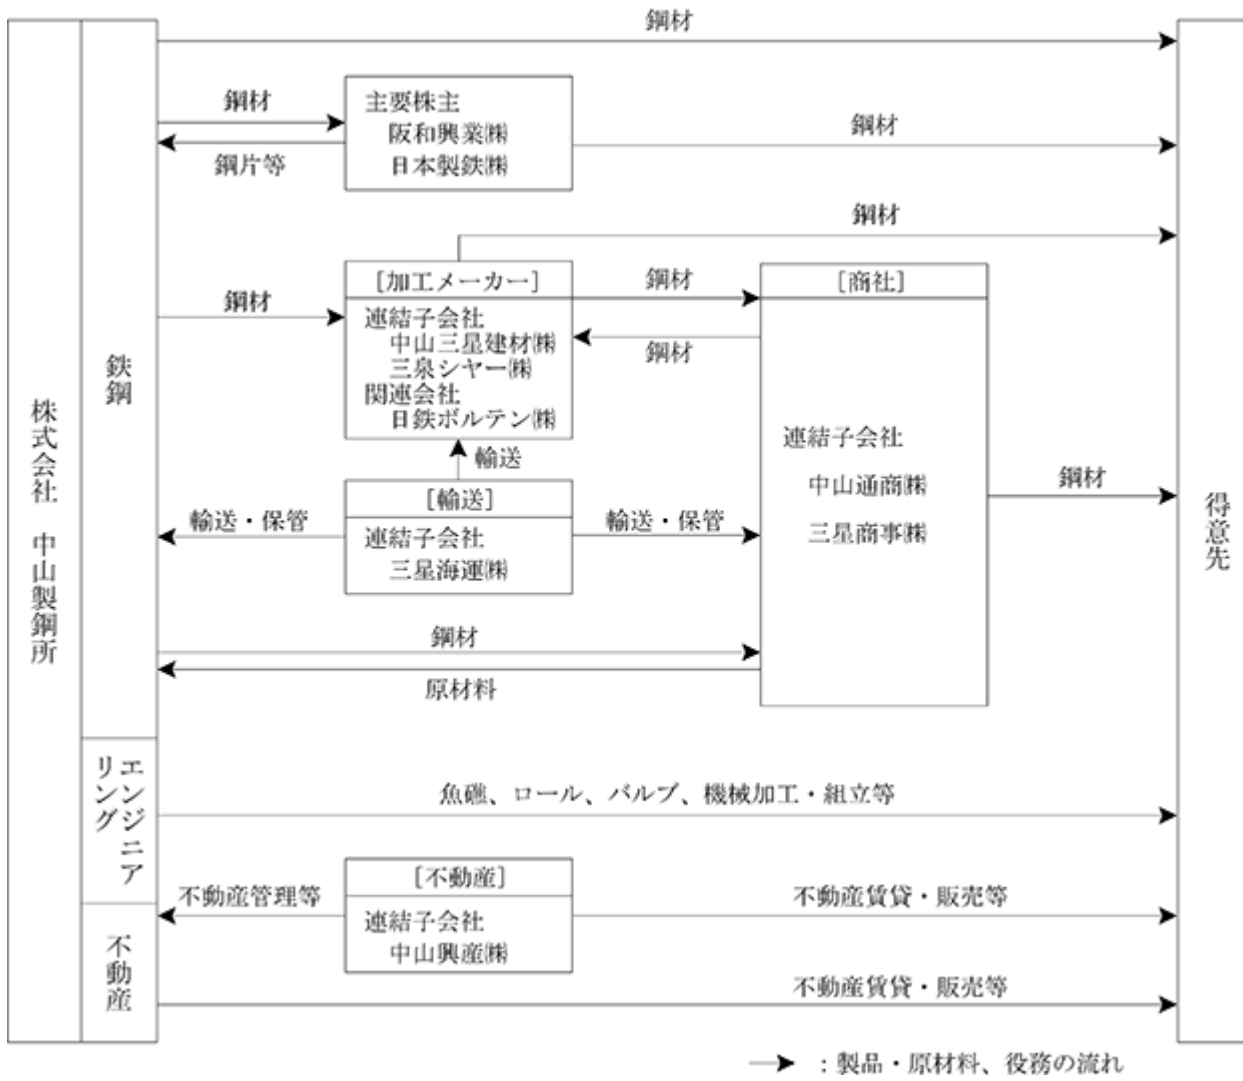 鋼材
鋼材
主要株主
阪和興業㈱
日本製鉄㈱
鋼片等
鋼材
鋼材
[加工メーカー]
鋼材
[商社]
鋼材
連結子会社
中山三星建材㈱
三泉シヤー㈱
関連会社
日鉄ボルテン㈱
鋼材
鉄鋼
株式会社 中山製鋼所
連結子会社
中山通商㈱
三星商事㈱
鋼材
得意先
輸送
[輸送]
輸送・保管
連結子会社
三星海運㈱
輸送・保管
鋼材
原材料
エンジニア
リング
魚礁、ロール、バルブ、機械加工・組立等
[不動産]
不動産管理等
連結子会社
中山興産㈱
不動産賃貸・販売等
不動産
不動産賃貸・販売等
:製品・原材料、役務の流れ